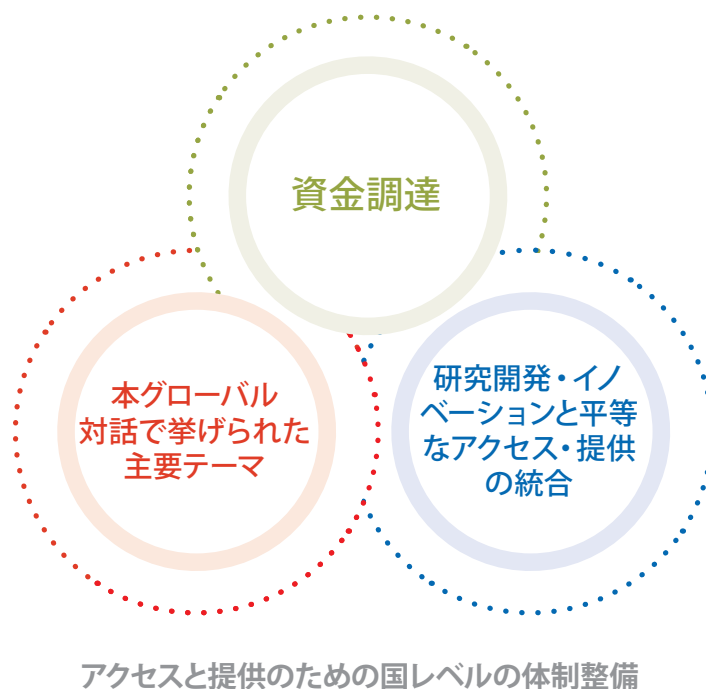 資金調達
本グローバル
対話で挙げられた
主要テーマ
研究開発・イノ
ベーションと平等
なアクセス・提供
の統合
アクセスと提供のための国レベルの体制整備